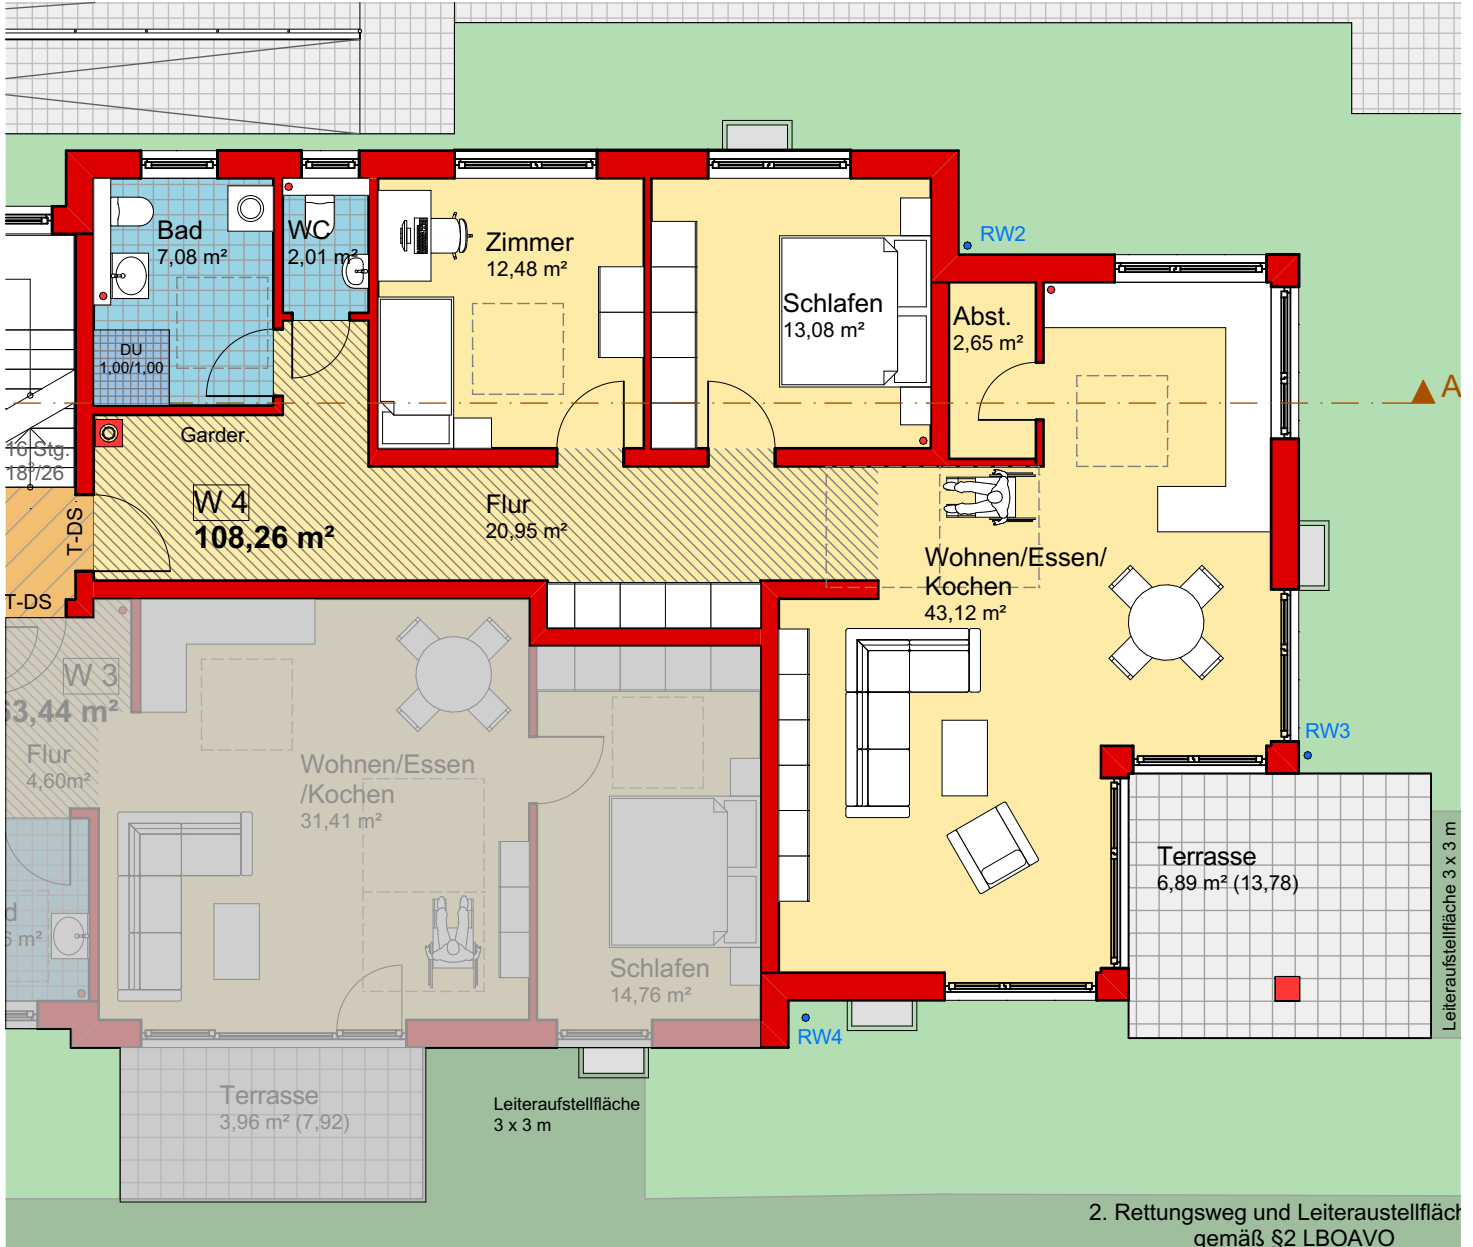 Bad
7,08 m²
WC
2,01 m²
Zimmer
12,48 m²
Schlafen
13,08 m²
RW2
Abst.
2,65 m²
DU
1,00/1,00
A
Garder.
16 Stg.
18³/26
W 4
108,26 m²
T-DS
Flur
20,95 m²
Wohnen/Essen/
Kochen
43,12 m²
T-DS
W 3
63,44 m²
Flur
4,60m²
Wohnen/Essen
/Kochen
31,41 m²
RW3
Terrasse
6,89 m² (13,78)
Leiteraufstellfläche 3 x 3 m
d
6 m²
Schlafen
14,76 m²
RW4
Terrasse
3,96 m² (7,92)
Leiteraufstellfläche
3 x 3 m
2. Rettungsweg und Leiteraustellfläch
gemäß §2 LBOAVO